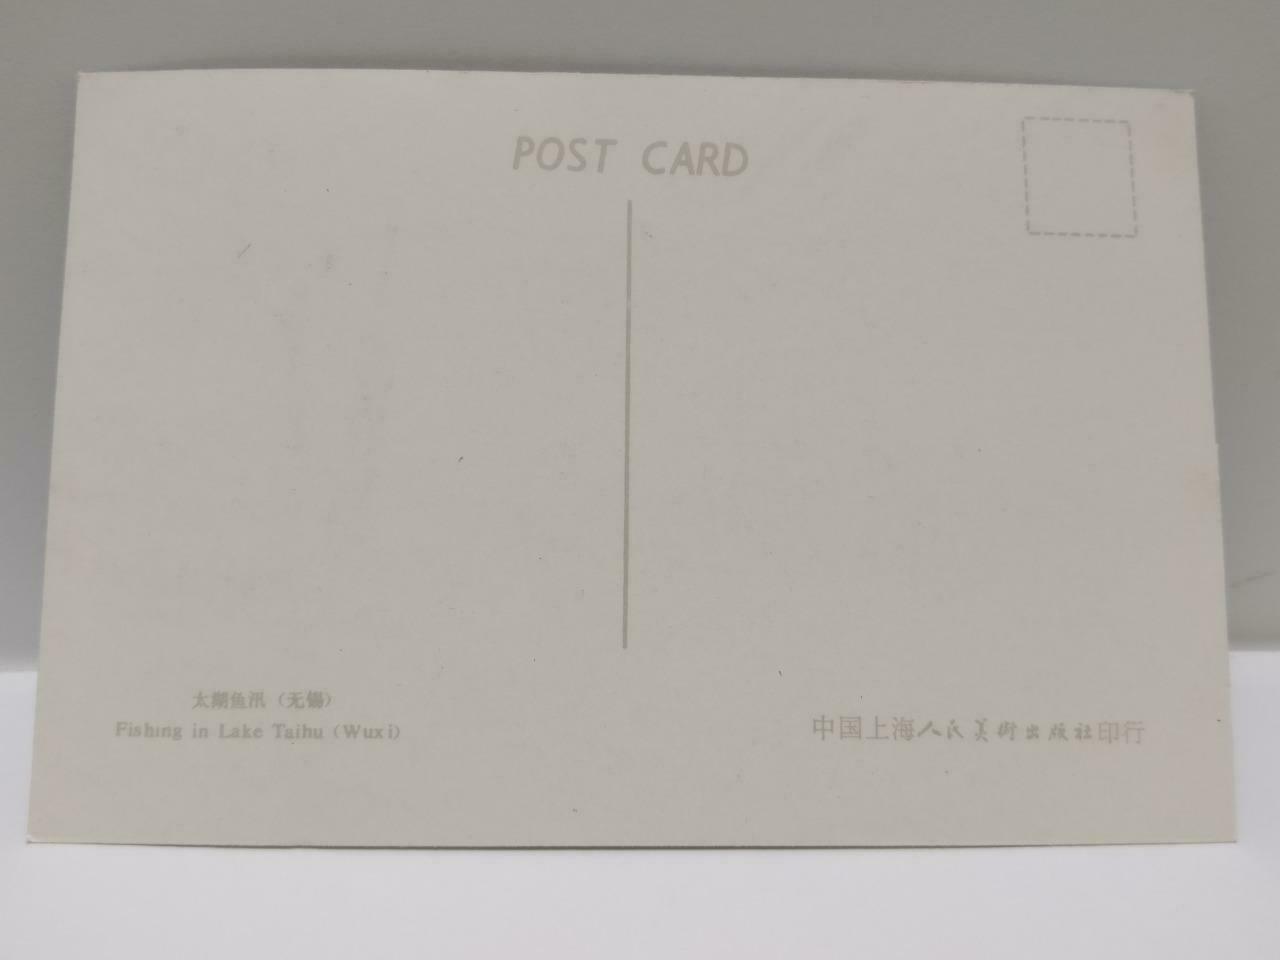 POST CARD
太湖鱼汛（无锡）
Fishing in Lake Taihu (Wuxi)
中国上海人民美術出版社印行